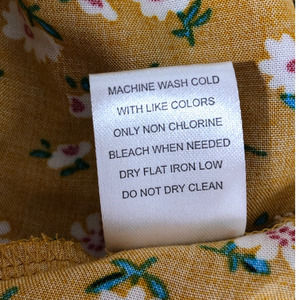 MACHINE WASH COLD
WITH LIKE COLORS
ONLY NON CHLORINE
BLEACH WHEN NEEDED
DRY FLAT IRON LOW
DO NOT DRY CLEAN